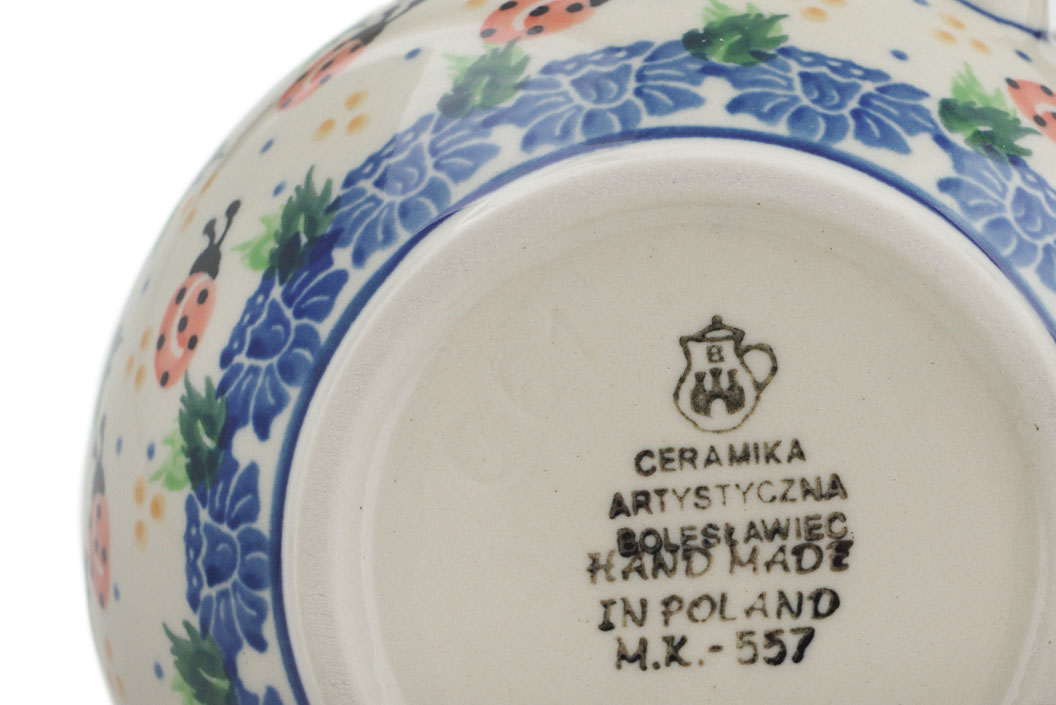 B
CERAMIKA
ARTYSTYCZNA
BOLESŁAWIEC
HAND MADE
IN POLAND
M.K.-557